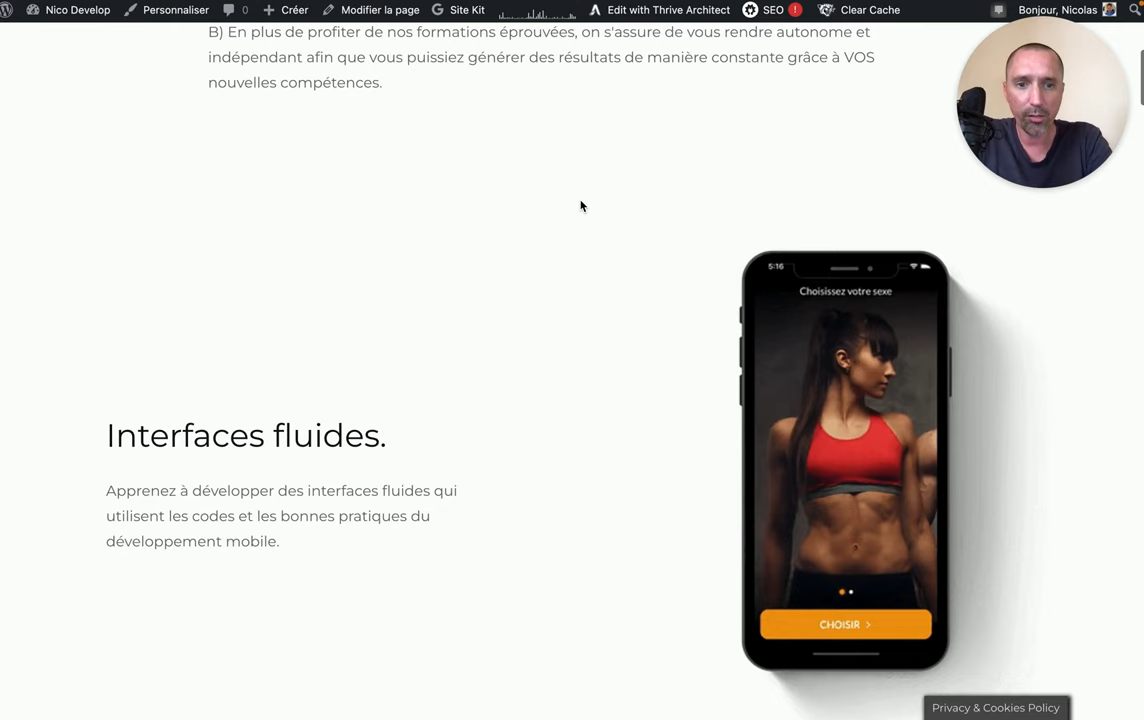 Nico Develop Personnaliser 0 Créer Modifier la page Site Kit Edit with Thrive Architect SEO ! Clear Cache Bonjour, Nicolas
B) En plus de profiter de nos formations éprouvées, on s'assure de vous rendre autonome et
indépendant afin que vous puissiez générer des résultats de manière constante grâce à VOS
nouvelles compétences.
5:16
Choisissez votre sexe
Interfaces fluides.
Apprenez à développer des interfaces fluides qui
utilisent les codes et les bonnes pratiques du
développement mobile.
CHOISIR >
Privacy & Cookies Policy